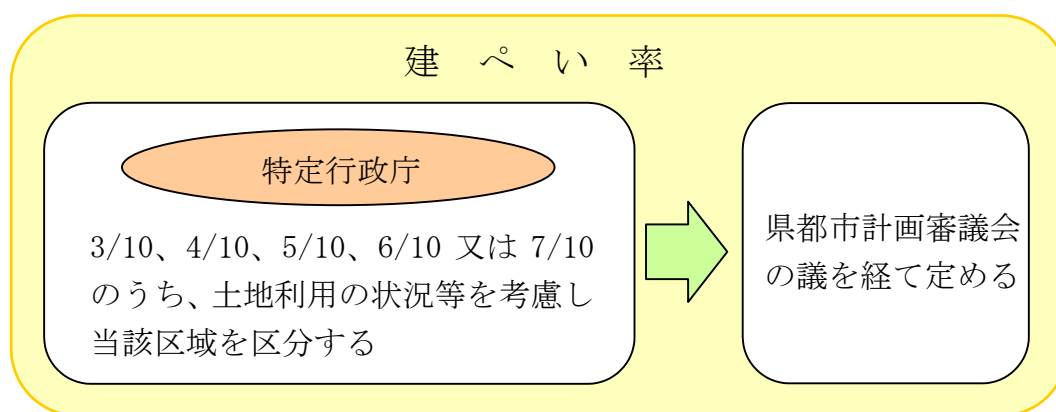 建ぺい率
特定行政庁
3/10、4/10、5/10、6/10 又は 7/10
のうち、土地利用の状況等を考慮し
当該区域を区分する
県都市計画審議会
の議を経て定める